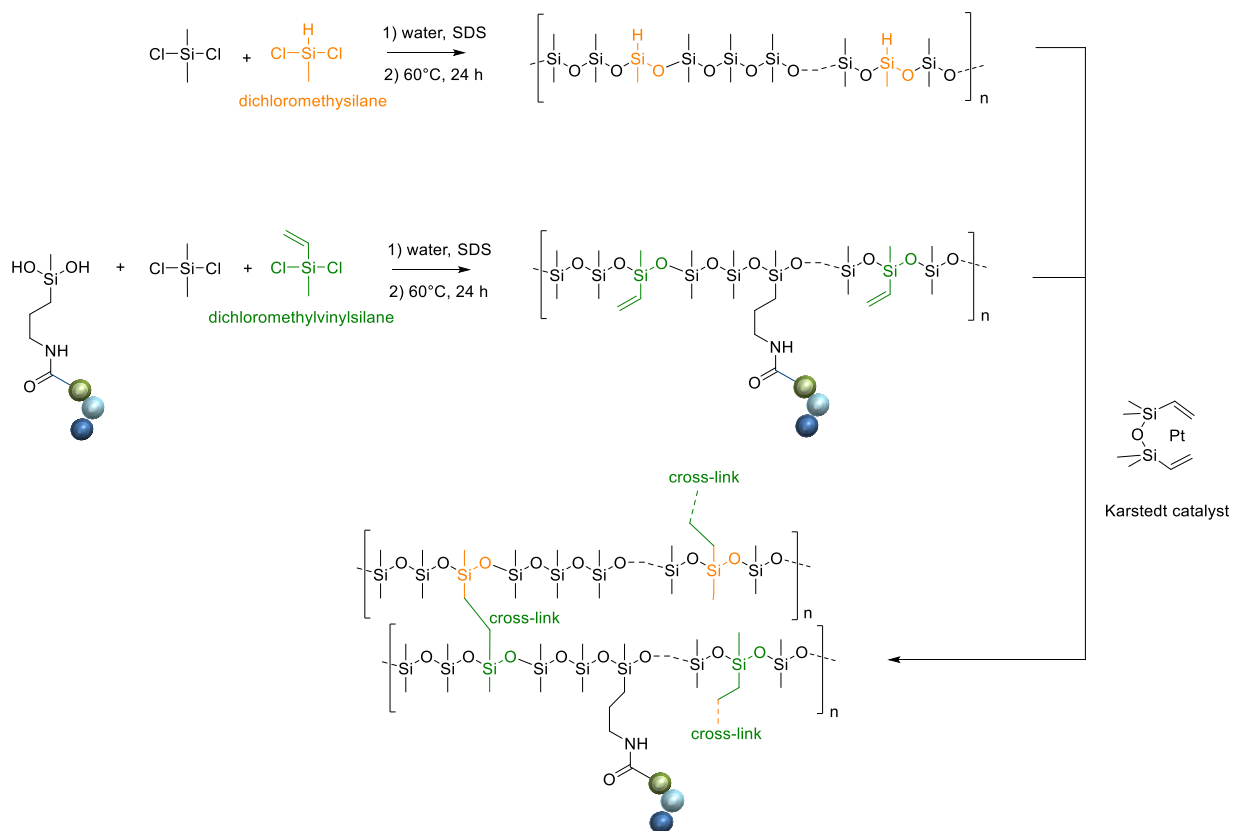 H
Cl Si Cl + Cl Si Cl
1) water, SDS
2) 60°C, 24 h
dichloromethysilane
H H
Si O Si O Si O Si O Si O Si O Si O Si O Si O
n
HO Si OH + Cl Si Cl + Cl Si Cl
1) water, SDS
2) 60°C, 24 h
dichloromethylvinylsilane
NH
O
Si O Si O Si O Si O Si O Si O Si O Si O Si O
n
NH
O
Si
O Pt
Si
Karstedt catalyst
cross-link
Si O Si O Si O Si O Si O Si O Si O Si O Si O
n
cross-link
Si O Si O Si O Si O Si O Si O Si O Si O Si O
n
cross-link
NH
O